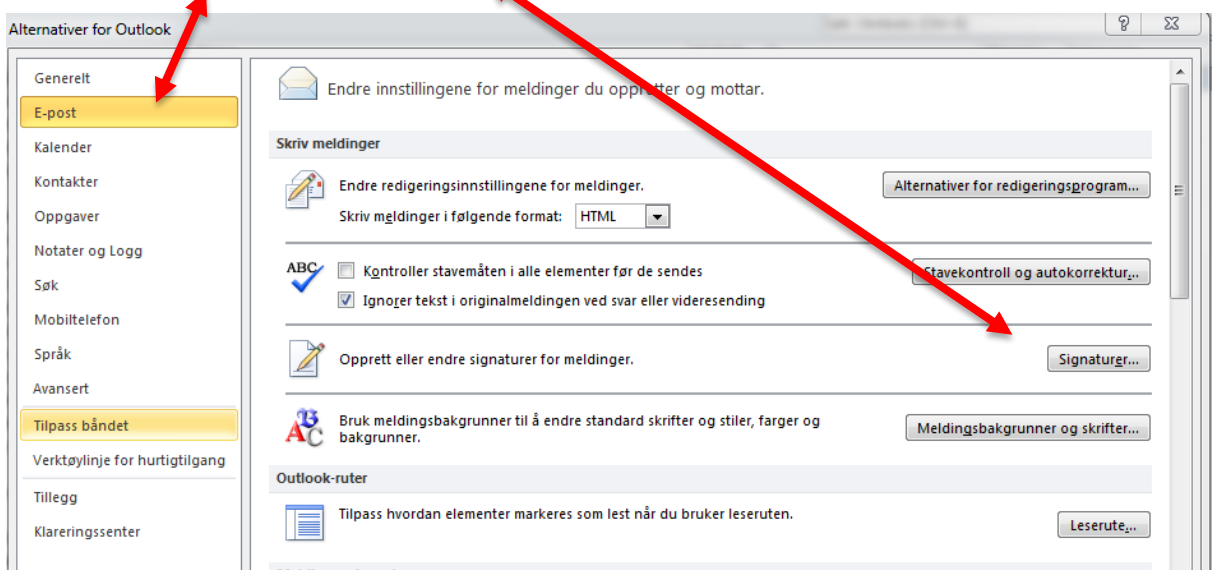 Alternativer for Outlook
Generelt
E-post
Kalender
Kontakter
Oppgaver
Notater og Logg
Søk
Mobiltelefon
Språk
Avansert
Tilpass båndet
Verktøylinje for hurtigtilgang
Tillegg
Klareringssenter
Endre innstillingene for meldinger du oppretter og mottar.
Skriv meldinger
Endre redigeringsinnstillingene for meldinger.
Alternativer for redigeringsprogram...
Skriv meldinger i følgende format: HTML
ABC
Kontroller stavemåten i alle elementer før de sendes
Stavekontroll og autokorrektur...
Ignorer tekst i originalmeldingen ved svar eller videresending
Opprett eller endre signaturer for meldinger.
Signaturer...
Bruk meldingsbakgrunner til å endre standard skrifter og stiler, farger og
bakgrunner.
Meldingsbakgrunner og skrifter...
Outlook-ruter
Tilpass hvordan elementer markeres som lest når du bruker leseruten.
Leserute...